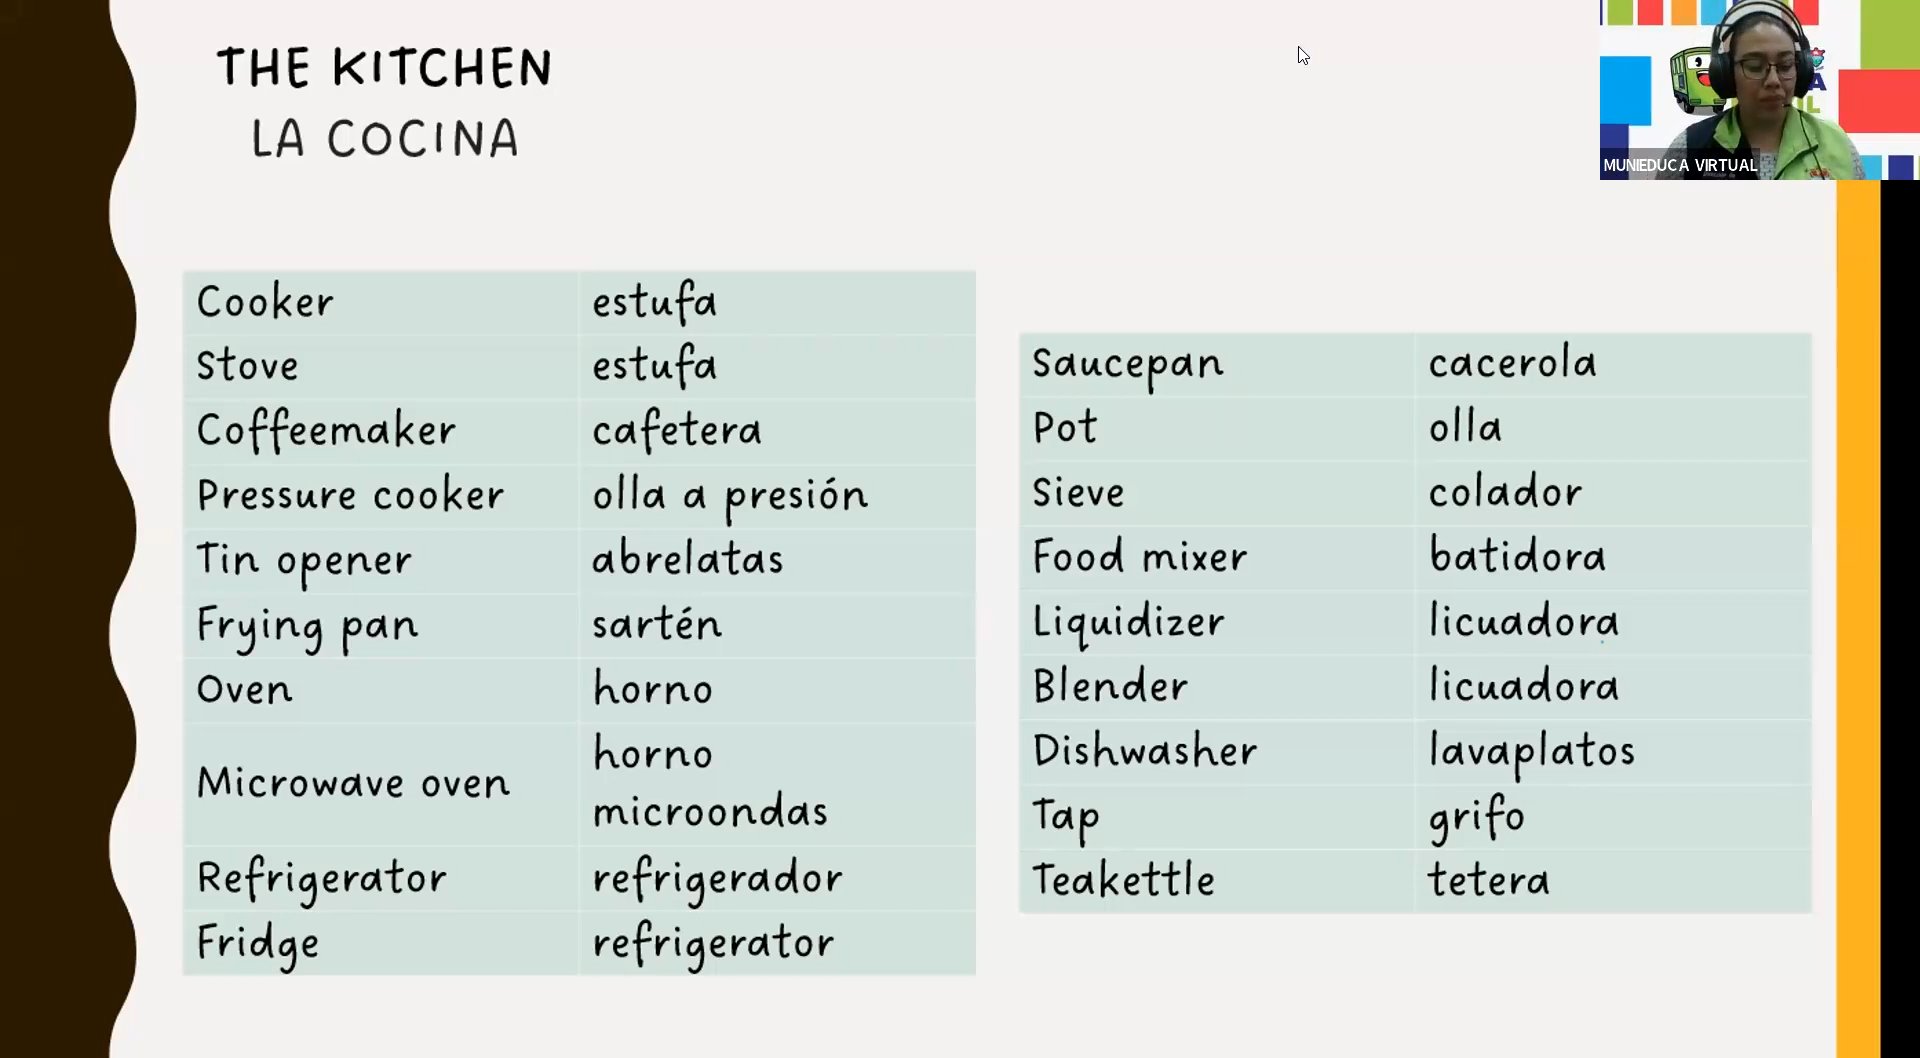 THE KITCHEN
LA COCINA
MUNIEDUCA VIRTUAL
Cooker estufa
Stove estufa
Coffeemaker cafetera
Pressure cooker olla a presión
Tin opener abrelatas
Frying pan sartén
Oven horno
Microwave oven horno
microondas
Refrigerator refrigerador
Fridge refrigerator
Saucepan cacerola
Pot olla
Sieve colador
Food mixer batidora
Liquidizer licuadora
Blender licuadora
Dishwasher lavaplatos
Tap grifo
Teakettle tetera